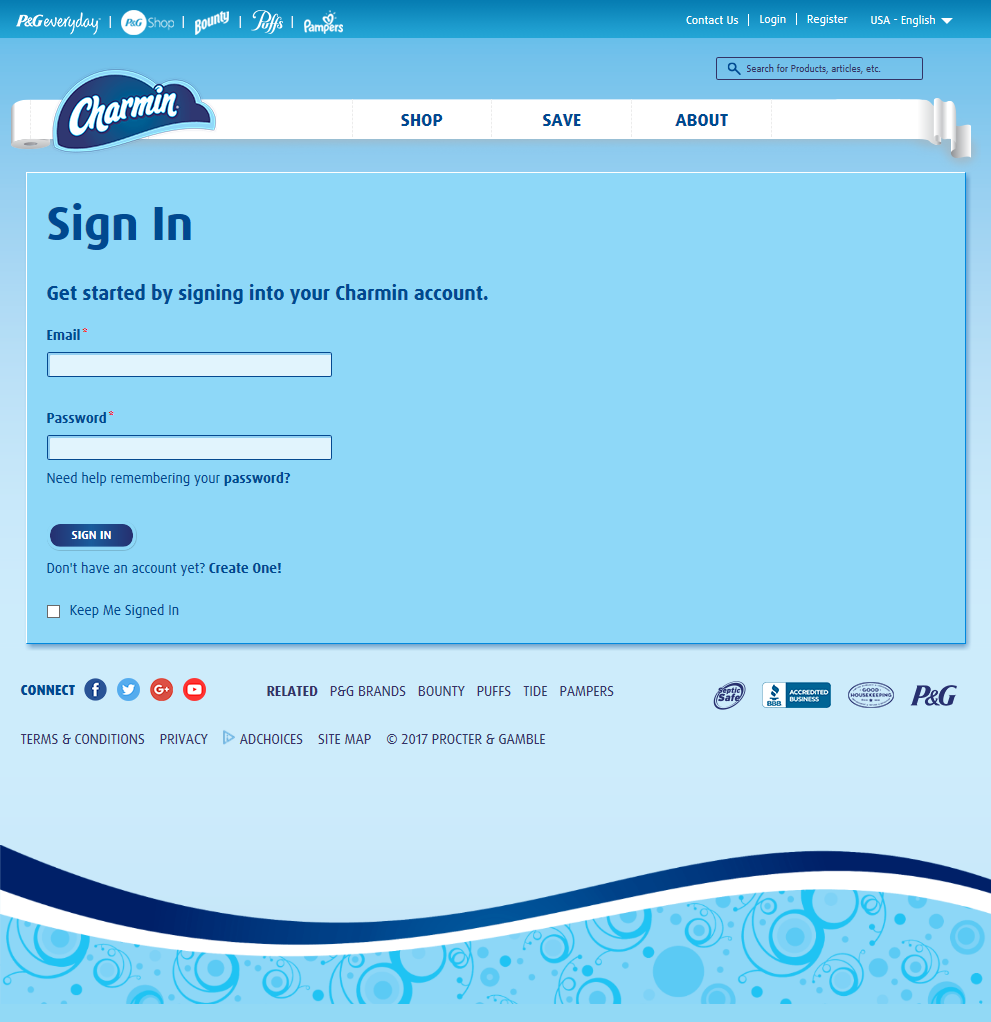 P&G everyday | P&G Shop | Bounty | Puffs | Pampers
Contact Us | Login | Register USA - English
Search for Products, articles, etc.
Charmin
SHOP SAVE ABOUT
Sign In
Get started by signing into your Charmin account.
Email *
Password *
Need help remembering your password?
SIGN IN
Don't have an account yet? Create One!
Keep Me Signed In
CONNECT f G+ RELATED P&G BRANDS BOUNTY PUFFS TIDE PAMPERS
Septic Safe
BBB ACCREDITED BUSINESS
GOOD HOUSEKEEPING
P&G
TERMS & CONDITIONS PRIVACY ADCHOICES SITE MAP © 2017 PROCTER & GAMBLE